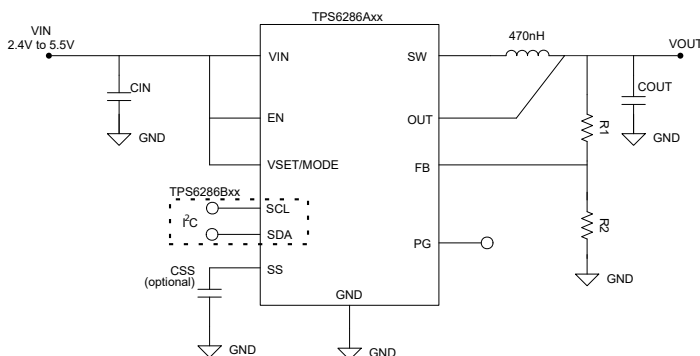 TPS6286Axx
VIN
2.4V to 5.5V
VIN
SW
470nH
VOUT
CIN
COUT
GND
EN
OUT
R1
GND
VSET/MODE
FB
TPS6286Bxx
SCL
I2C
SDA
PG
R2
CSS
(optional)
SS
GND
GND
GND
GND